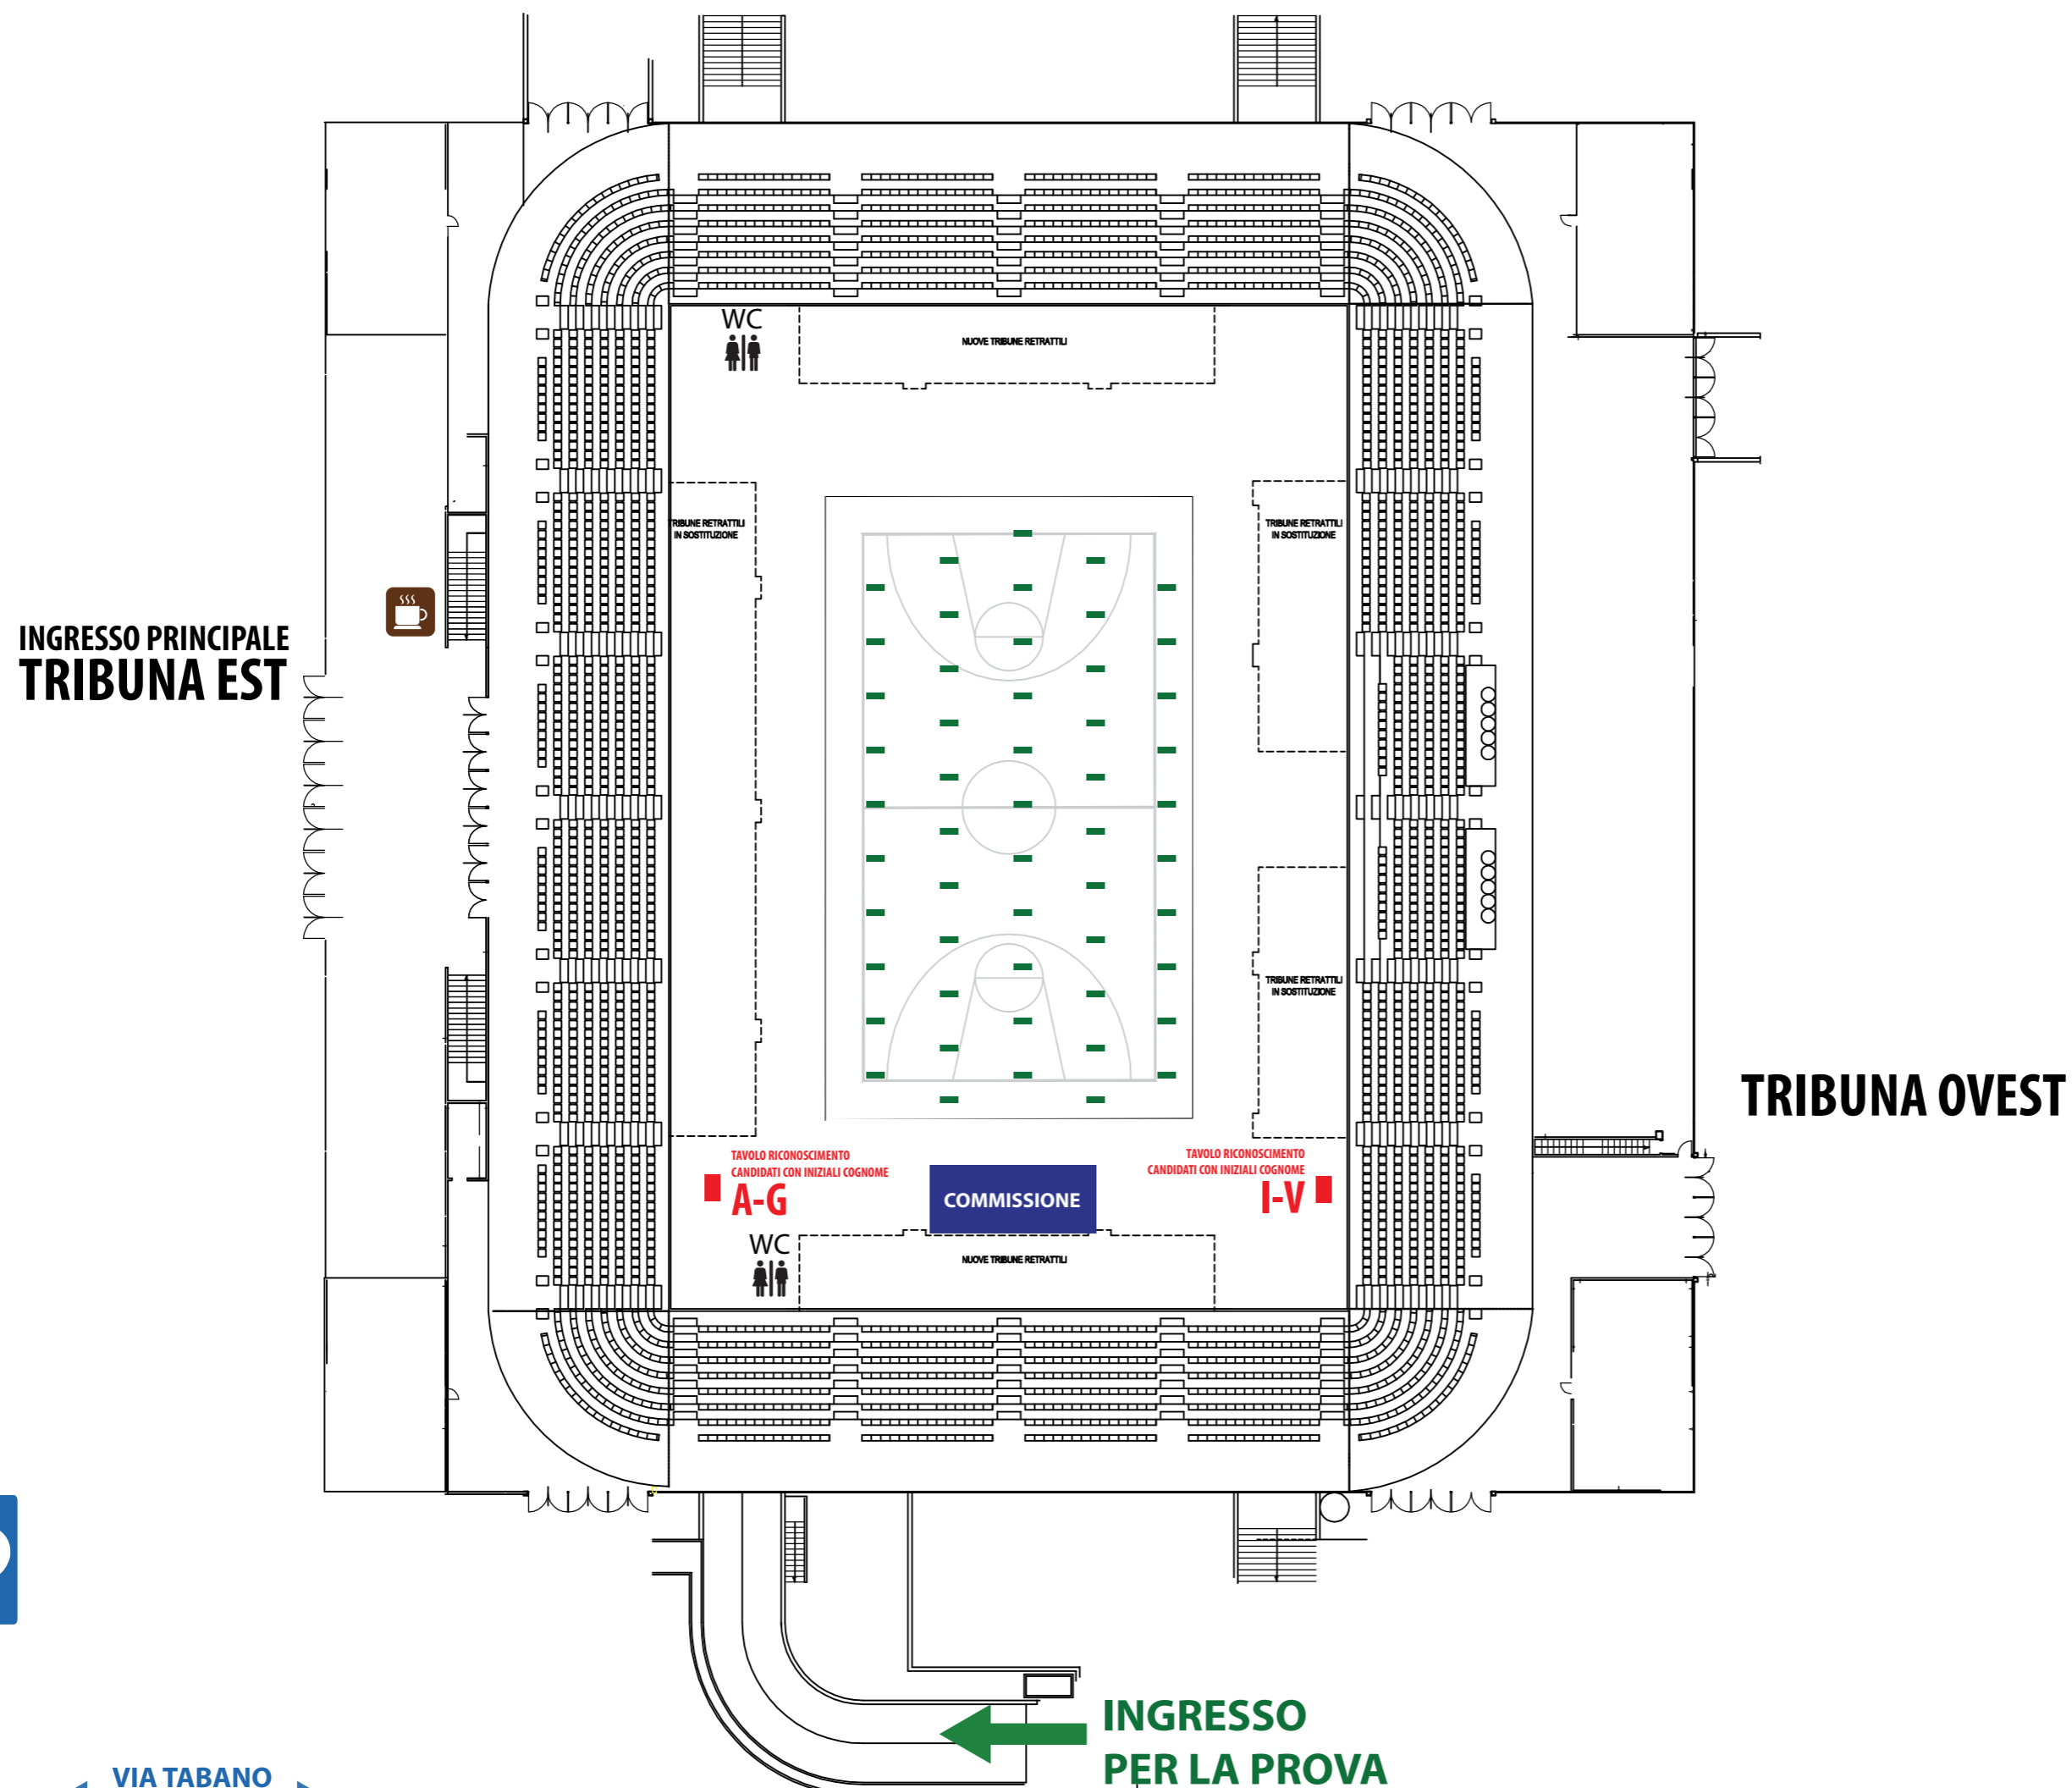 WC
NUOVE TRIBUNE RETRATTILI
TRIBUNE RETRATTILI
IN SOSTITUZIONE
TRIBUNE RETRATTILI
IN SOSTITUZIONE
INGRESSO PRINCIPALE
TRIBUNA EST
TRIBUNE RETRATTILI
IN SOSTITUZIONE
TRIBUNA OVEST
TAVOLO RICONOSCIMENTO
CANDIDATI CON INIZIALI COGNOME
A-G
COMMISSIONE
TAVOLO RICONOSCIMENTO
CANDIDATI CON INIZIALI COGNOME
I-V
WC
NUOVE TRIBUNE RETRATTILI
INGRESSO
PER LA PROVA
VIA TABANO